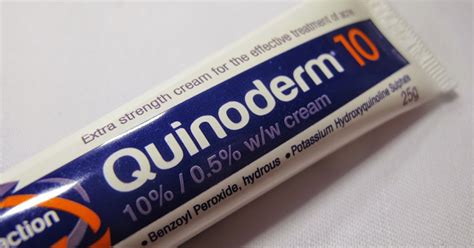 Extra strength cream for the effective treatment of acne
Quinoderm 10
10% / 0.5% w/w cream
•Benzoyl Peroxide, hydrous •Potassium Hydroxyquinoline Sulphate
25g
action